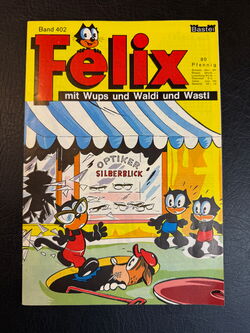 Band 402
Bastei
Felix
80
Pfennig
mit Wups und Waldi und Wastl
OPTIKER
SILBERBLICK